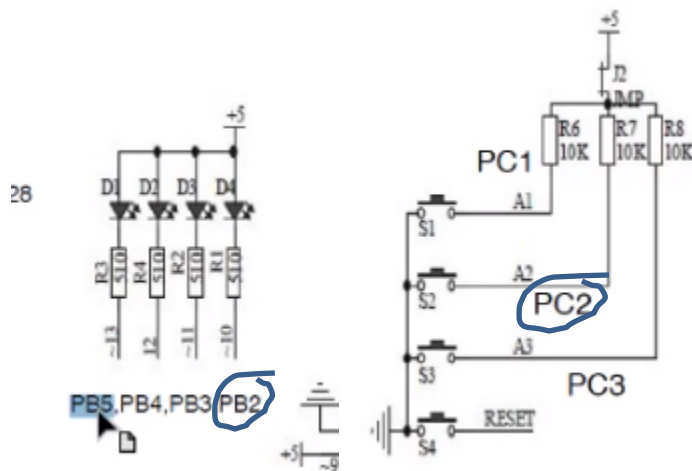 +5
J2
JMP
R6
10K
R7
10K
R8
10K
PC1
A1
S1
A2
S2
PC2
A3
S3
PC3
RESET
S4
28
+5
D1
D2
D3
D4
R3
510
R4
510
R2
510
R1
510
~13
12
~11
~10
PB5,PB4,PB3,PB2
+5
~9